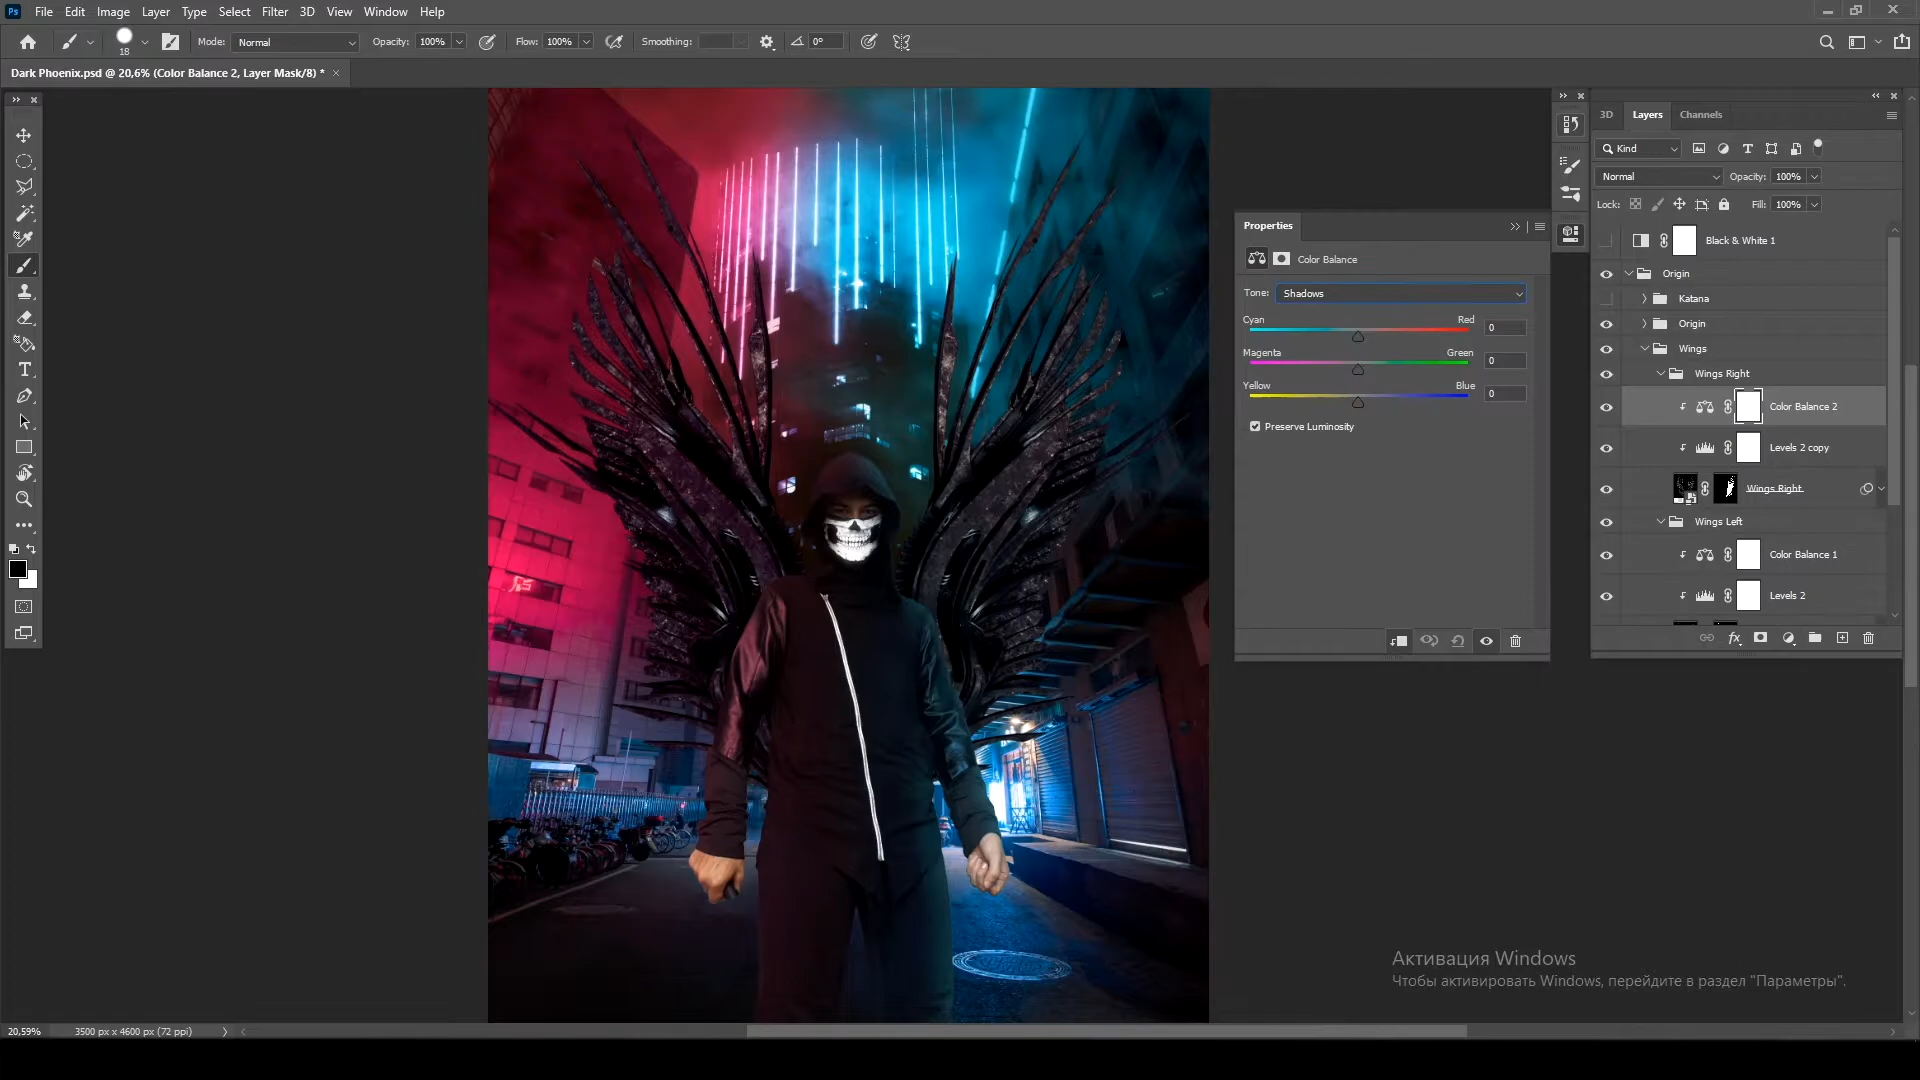 Ps File Edit Image Layer Type Select Filter 3D View Window Help
18 Mode: Normal Opacity: 100% Flow: 100% Smoothing: 0°
Dark Phoenix.psd @ 20,6% (Color Balance 2, Layer Mask/8) *
3D Layers Channels
Kind
Normal Opacity: 100%
Lock: Fill: 100%
Black & White 1
Origin
Katana
Origin
Wings
Wings Right
Color Balance 2
Levels 2 copy
Wings Right
Wings Left
Color Balance 1
Levels 2
fx
Properties
Color Balance
Tone: Shadows
Cyan Red 0
Magenta Green 0
Yellow Blue 0
Preserve Luminosity
Активация Windows
Чтобы активировать Windows, перейдите в раздел "Параметры".
20,59% 3500 px x 4600 px (72 ppi)